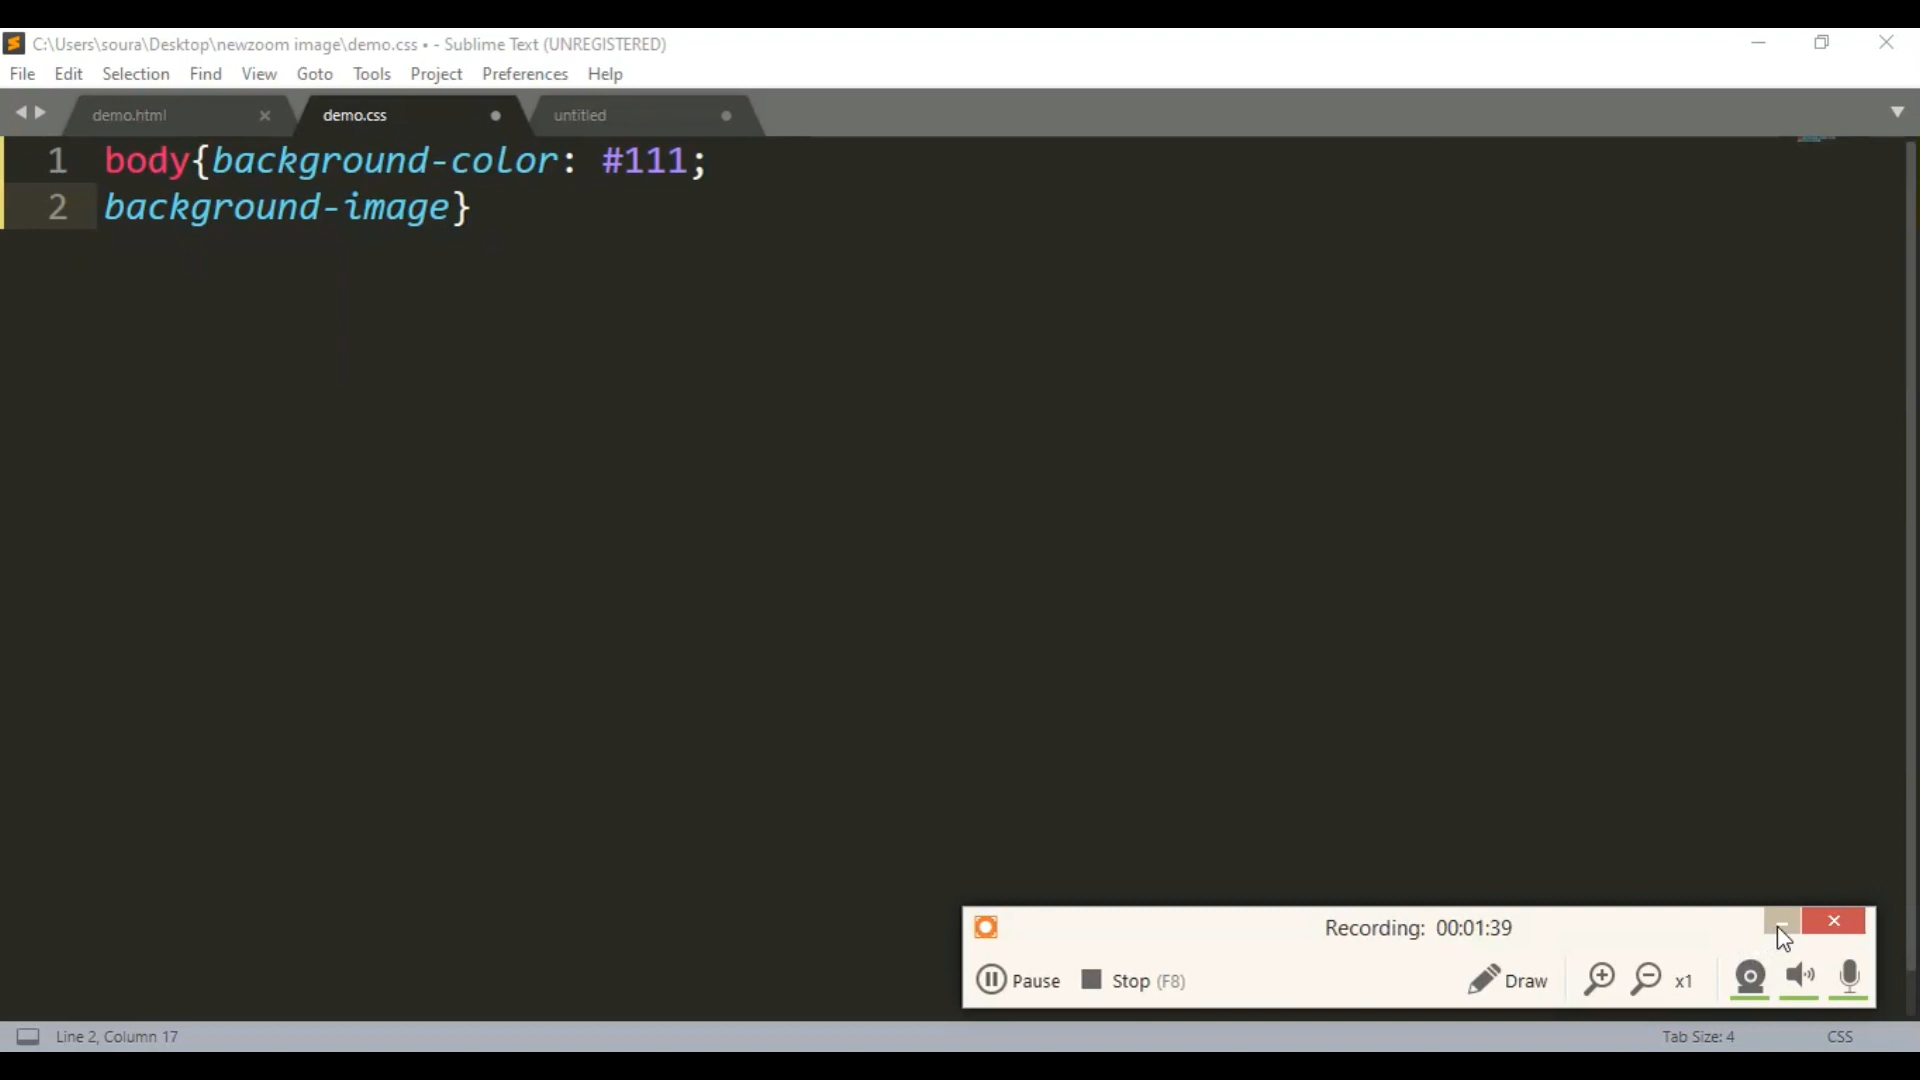 C:\Users\soura\Desktop\newzoom image\demo.css • - Sublime Text (UNREGISTERED)
File Edit Selection Find View Goto Tools Project Preferences Help
demo.html demo.css untitled
1 body{background-color: #111;
2 background-image}
Recording: 00:01:39
Pause Stop (F8) Draw x1
Line 2, Column 17 Tab Size: 4 CSS